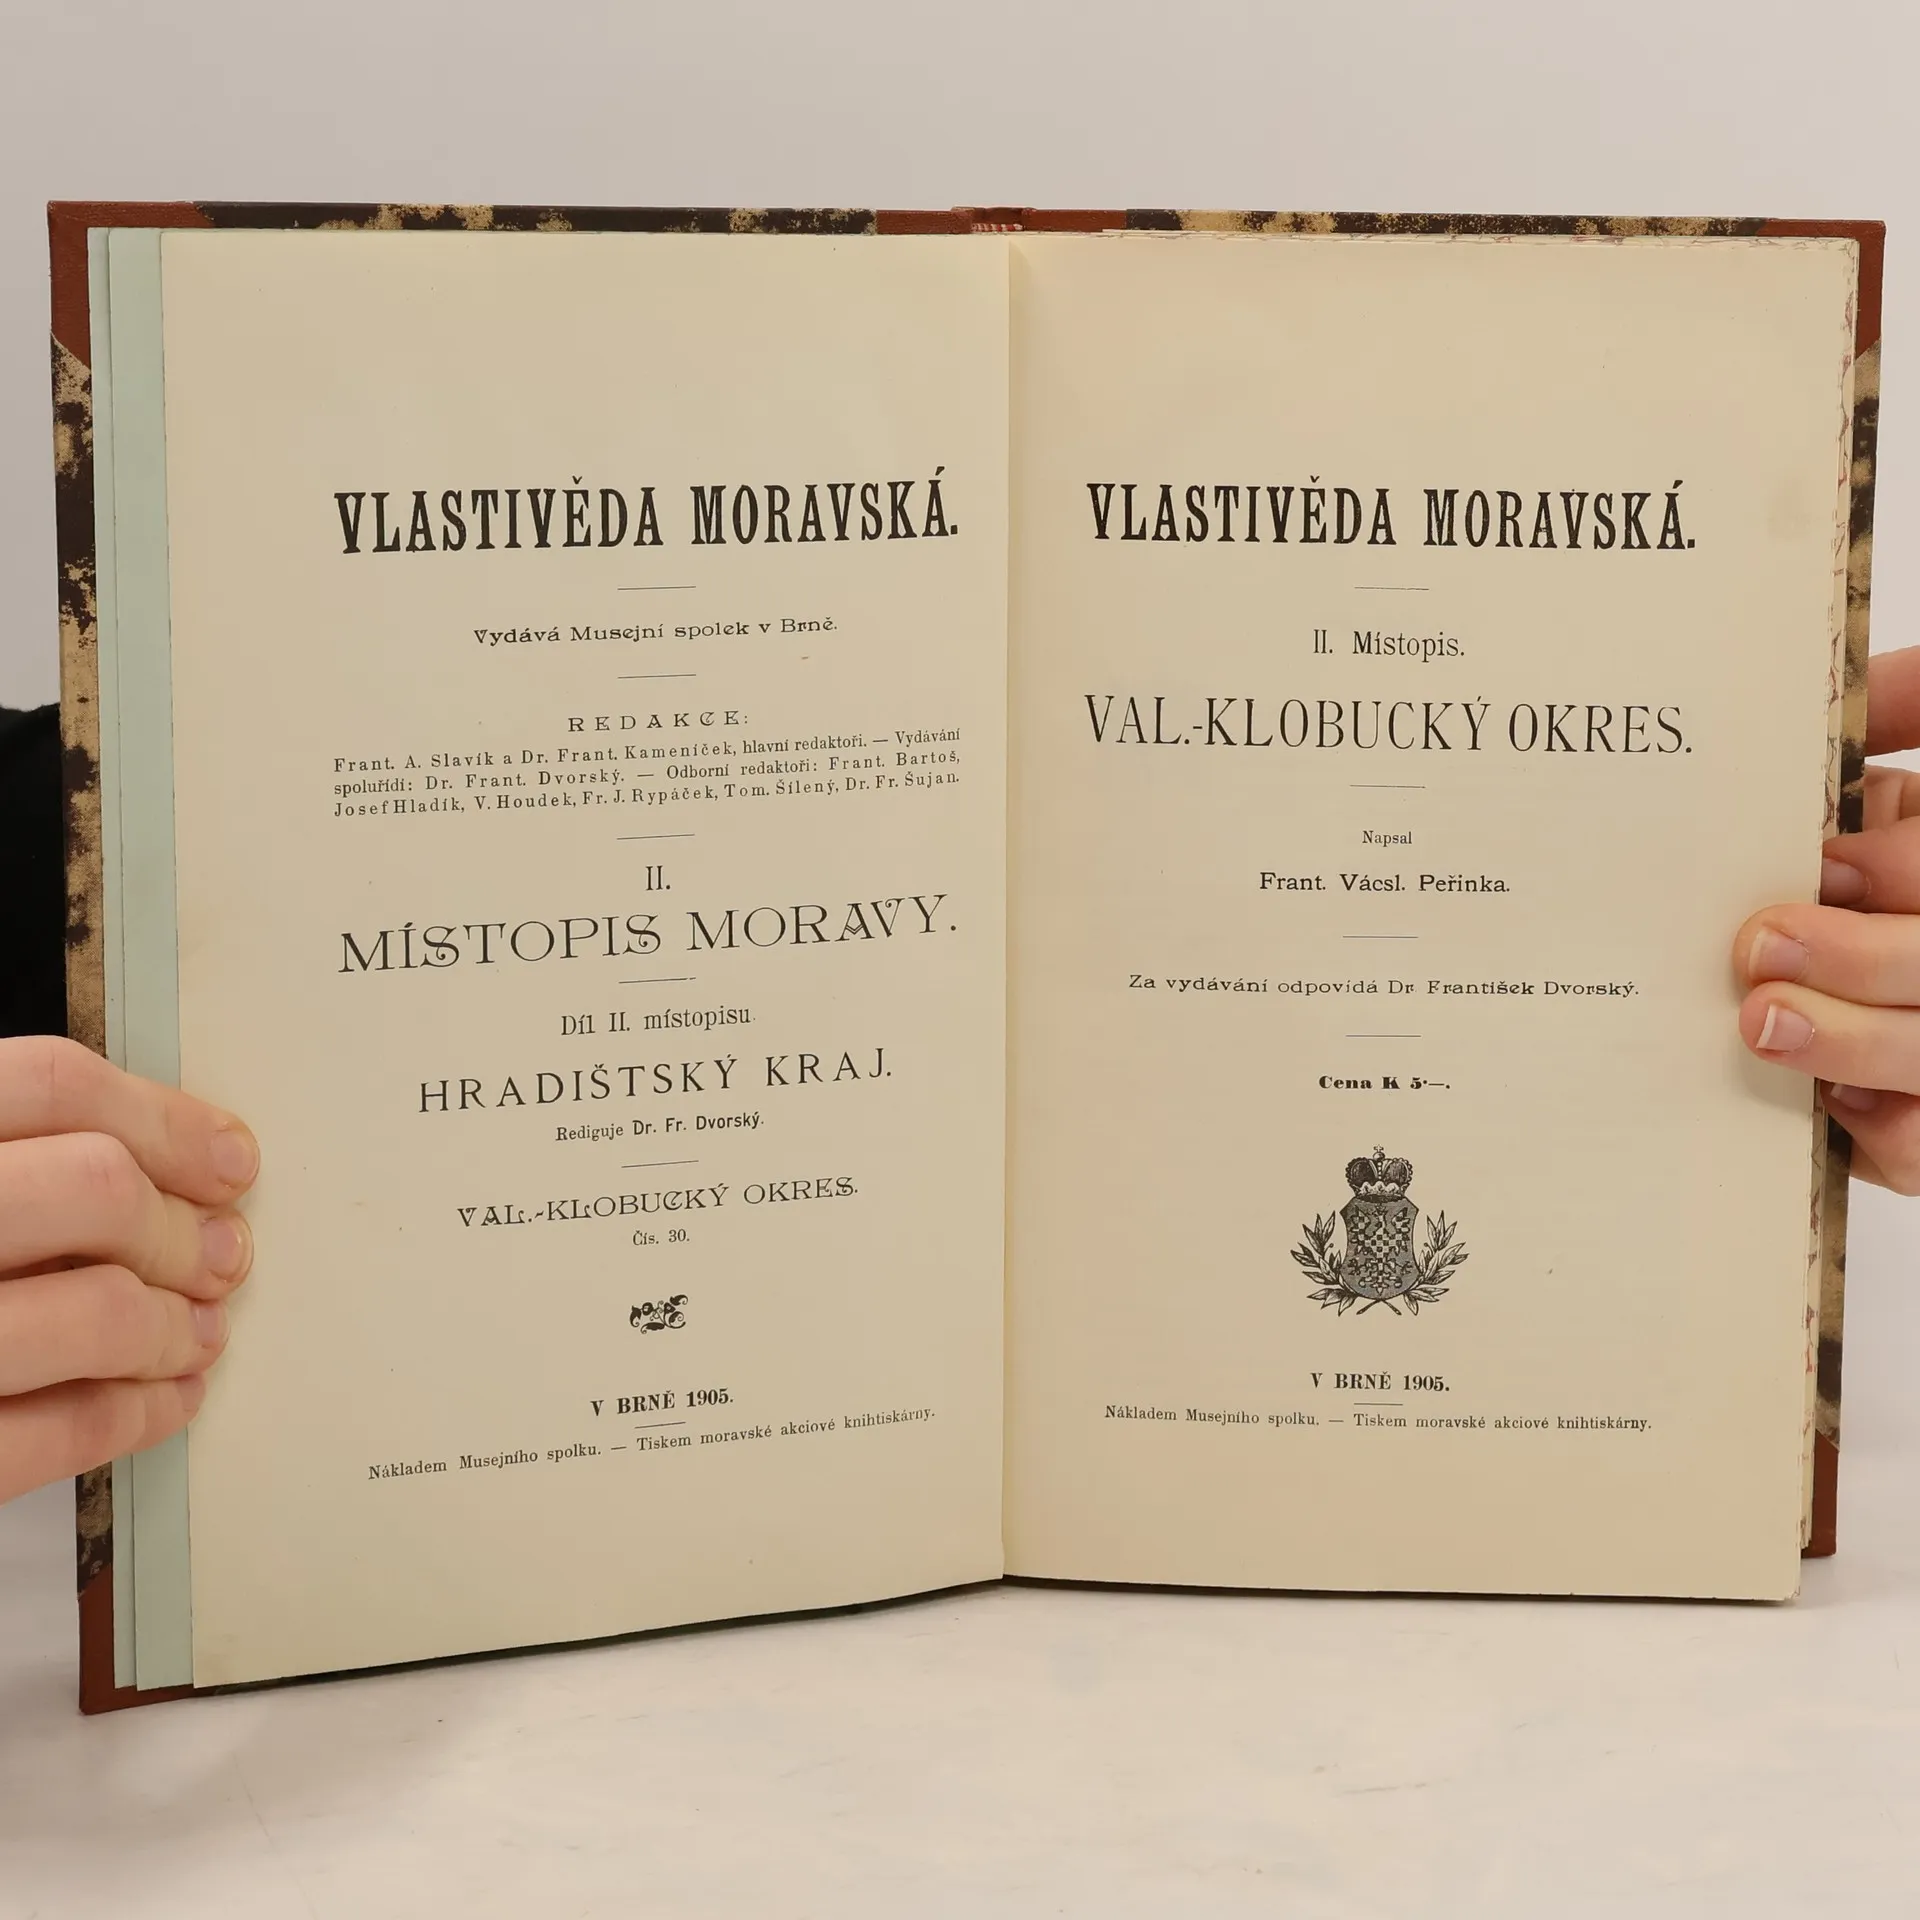 VLASTIVĚDA MORAVSKÁ.
Vydává Musejní spolek v Brně.
REDAKCE:
Frant. A. Slavík a Dr. Frant. Kameníček, hlavní redaktoři. — Vydávání
spoluřídí: Dr. Frant. Dvorský. — Odborní redaktoři: Frant. Bartoš,
Josef Hladík, V. Houdek, Fr. J. Rypáček, Tom. Šílený, Dr. Fr. Šujan.
II.
MÍSTOPIS MORAVY.
Díl II. místopisu.
HRADIŠTSKÝ KRAJ.
Rediguje Dr. Fr. Dvorský.
VAL.-KLOBUCKÝ OKRES.
Čís. 30.
V BRNĚ 1905.
Nákladem Musejního spolku. — Tiskem moravské akciové knihtiskárny.
VLASTIVĚDA MORAVSKÁ.
II. Místopis.
VAL.-KLOBUCKÝ OKRES.
Napsal
Frant. Vácsl. Peřinka.
Za vydávání odpovídá Dr František Dvorský.
Cena K 5·—.
V BRNĚ 1905.
Nákladem Musejního spolku. — Tiskem moravské akciové knihtiskárny.